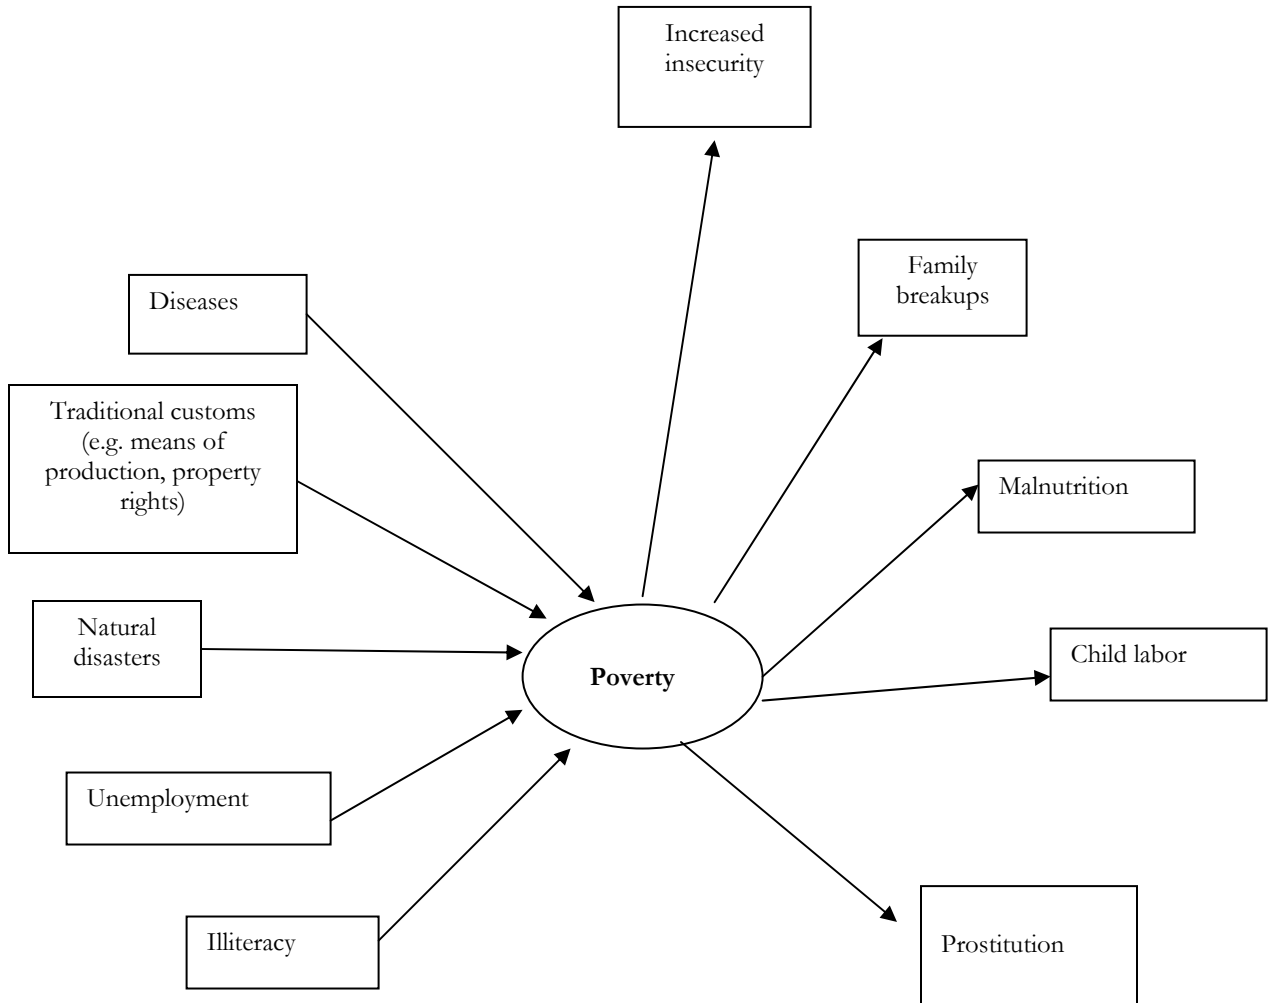 Increased
insecurity
Family
breakups
Diseases
Traditional customs
(e.g. means of
production, property
rights)
Malnutrition
Natural
disasters
Child labor
Poverty
Unemployment
Illiteracy
Prostitution